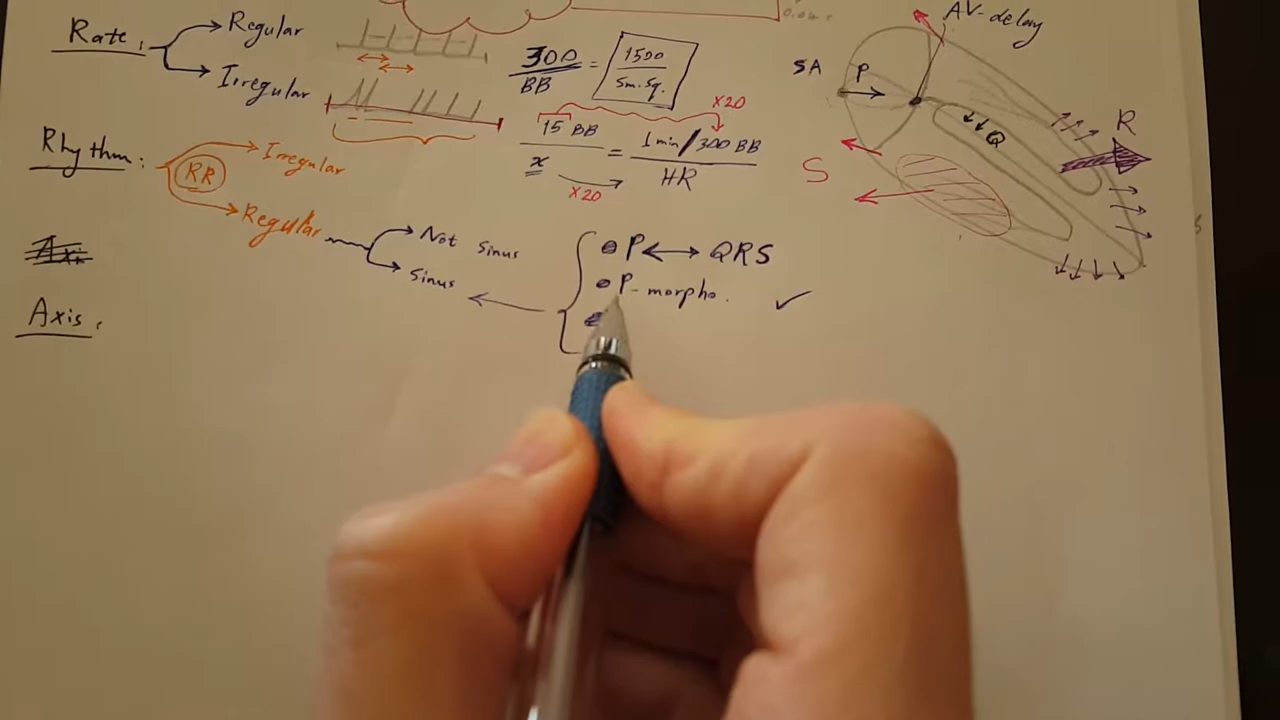 Rate:
Regular
Irregular
300
BB
=
1500
Sm.Sq.
15 BB
x
=
1 min/300 BB
HR
x20
x20
Rhythm:
RR
Irregular
Regular
Not Sinus
Sinus
P ↔ QRS
P-morpho.
Axis:
AV-delay
SA
P
Q
R
S